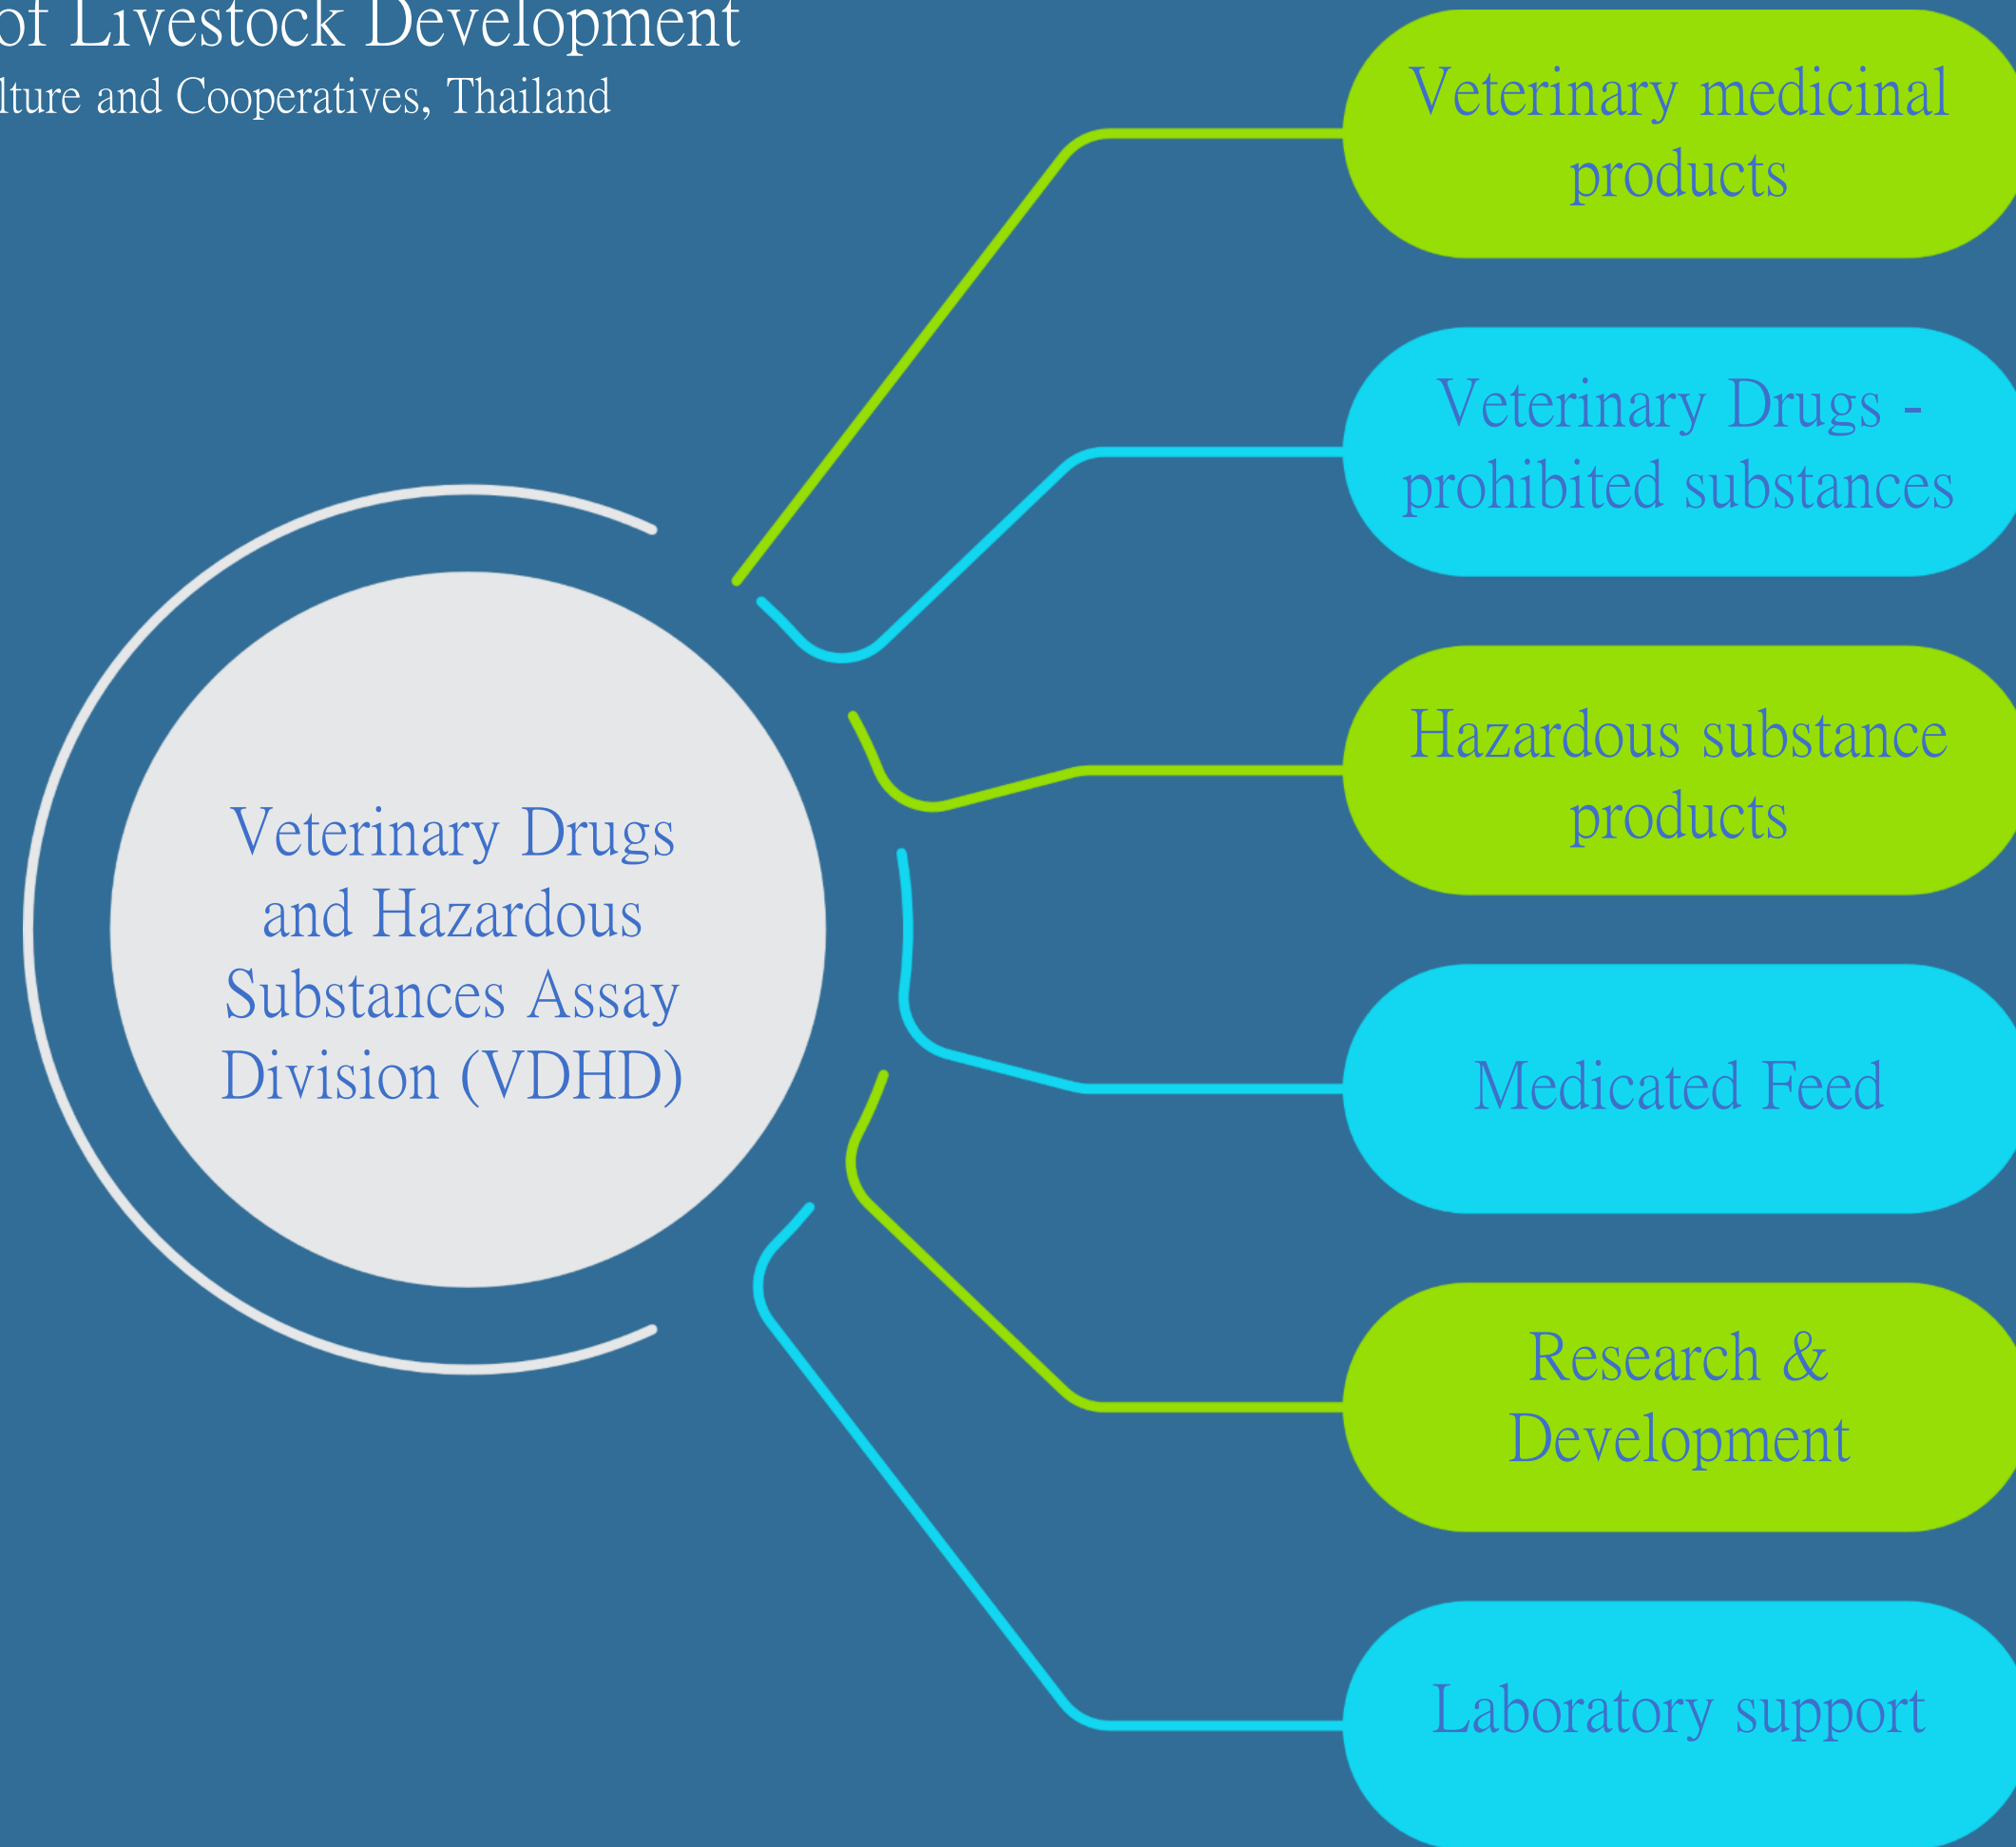 of Livestock Development
lture and Cooperatives, Thailand
Veterinary medicinal
products
Veterinary Drugs -
prohibited substances
Hazardous substance
products
Veterinary Drugs
and Hazardous
Substances Assay
Division (VDHD)
Medicated Feed
Research &
Development
Laboratory support